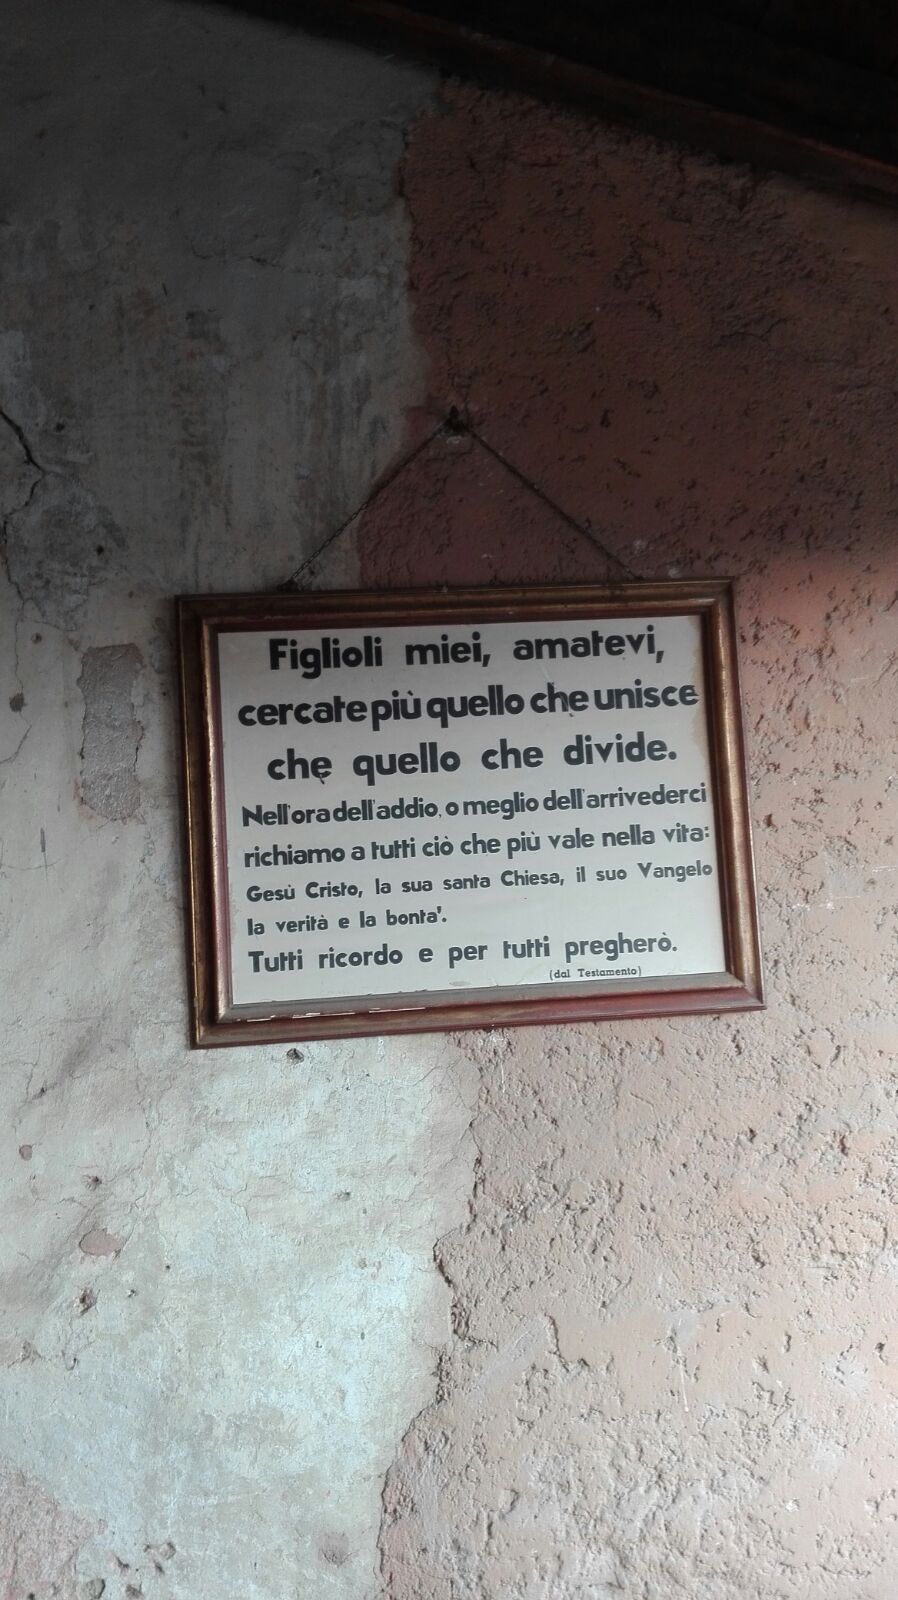 Figlioli miei, amatevi,
cercate più quello che unisce
che quello che divide.
Nell'ora dell'addio, o meglio dell'arrivederci
richiamo a tutti ciò che più vale nella vita:
Gesù Cristo, la sua santa Chiesa, il suo Vangelo
la verità e la bonta'.
Tutti ricordo e per tutti pregherò.
(dal Testamento)